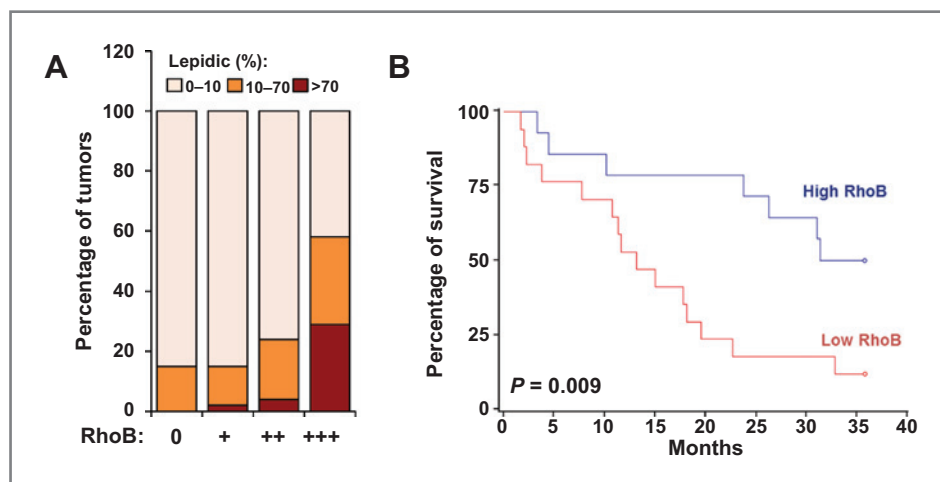 A
Percentage of tumors
120
100
80
60
40
20
0
Lepidic (%):
0–10 10–70 >70
RhoB: 0 + ++ +++
B
Percentage of survival
100
75
50
25
0
High RhoB
Low RhoB
P = 0.009
0 5 10 15 20 25 30 35 40
Months